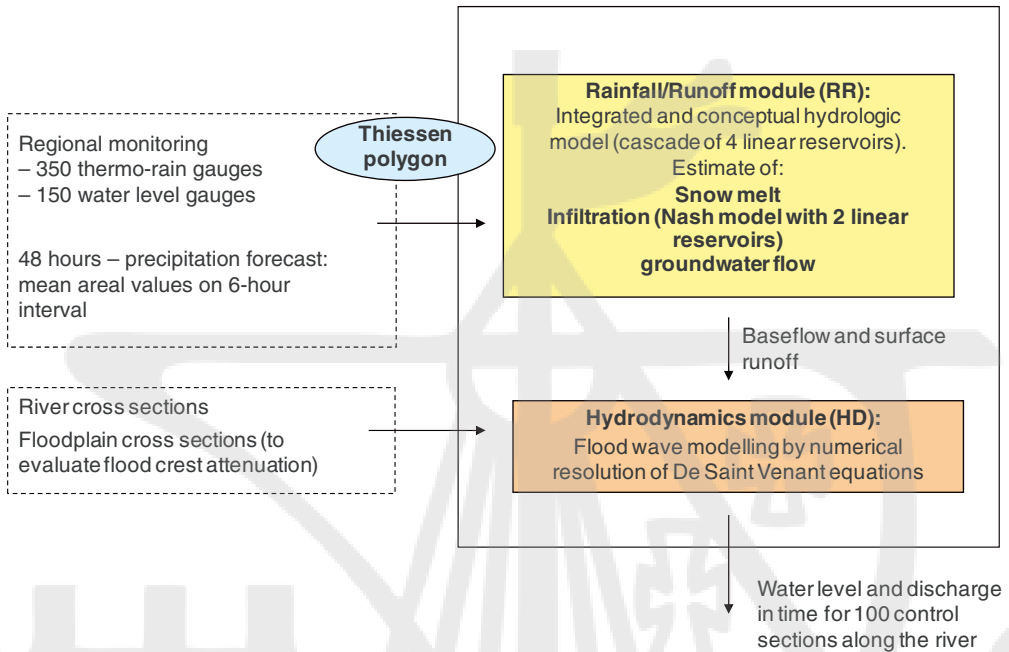 Regional monitoring
– 350 thermo-rain gauges
– 150 water level gauges
48 hours – precipitation forecast:
mean areal values on 6-hour
interval
Thiessen
polygon
Rainfall/Runoff module (RR):
Integrated and conceptual hydrologic
model (cascade of 4 linear reservoirs).
Estimate of:
Snow melt
Infiltration (Nash model with 2 linear
reservoirs)
groundwater flow
Baseflow and surface
runoff
River cross sections
Floodplain cross sections (to
evaluate flood crest attenuation)
Hydrodynamics module (HD):
Flood wave modelling by numerical
resolution of De Saint Venant equations
Water level and discharge
in time for 100 control
sections along the river